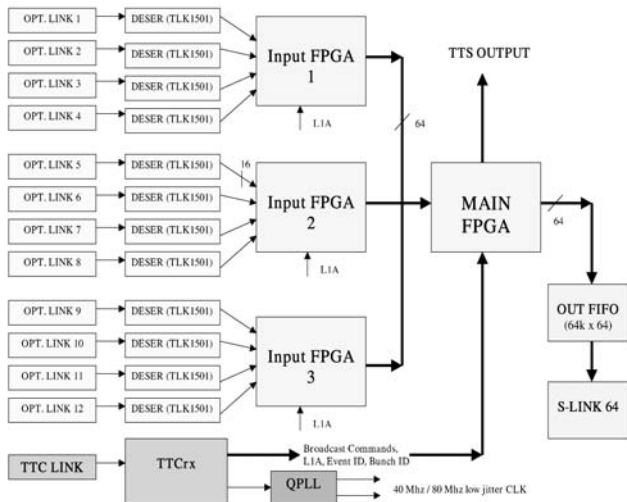 OPT. LINK 1
DESER (TLK1501)
OPT. LINK 2
DESER (TLK1501)
OPT. LINK 3
DESER (TLK1501)
OPT. LINK 4
DESER (TLK1501)
Input FPGA
1
L1A
64
TTS OUTPUT
OPT. LINK 5
DESER (TLK1501)
16
OPT. LINK 6
DESER (TLK1501)
OPT. LINK 7
DESER (TLK1501)
OPT. LINK 8
DESER (TLK1501)
Input FPGA
2
L1A
MAIN
FPGA
64
OPT. LINK 9
DESER (TLK1501)
OPT. LINK 10
DESER (TLK1501)
OPT. LINK 11
DESER (TLK1501)
OPT. LINK 12
DESER (TLK1501)
Input FPGA
3
L1A
OUT FIFO
(64k x 64)
S-LINK 64
TTC LINK
TTCrx
Broadcast Commands,
L1A, Event ID, Bunch ID
QPLL
40 Mhz / 80 Mhz low jitter CLK